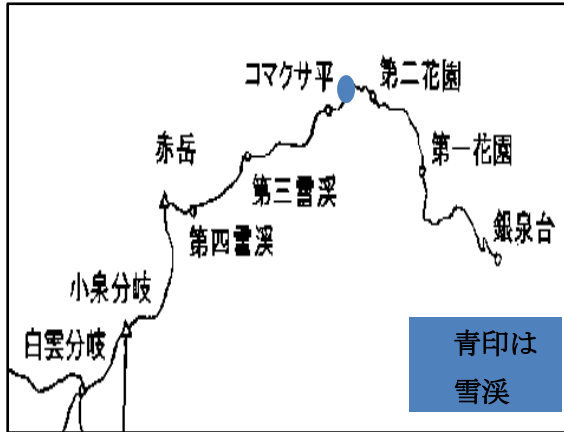 コマクサ平
第二花園
赤岳
第一花園
第三雪渓
第四雪渓
銀泉台
小泉分岐
白雲分岐
青印は
雪渓